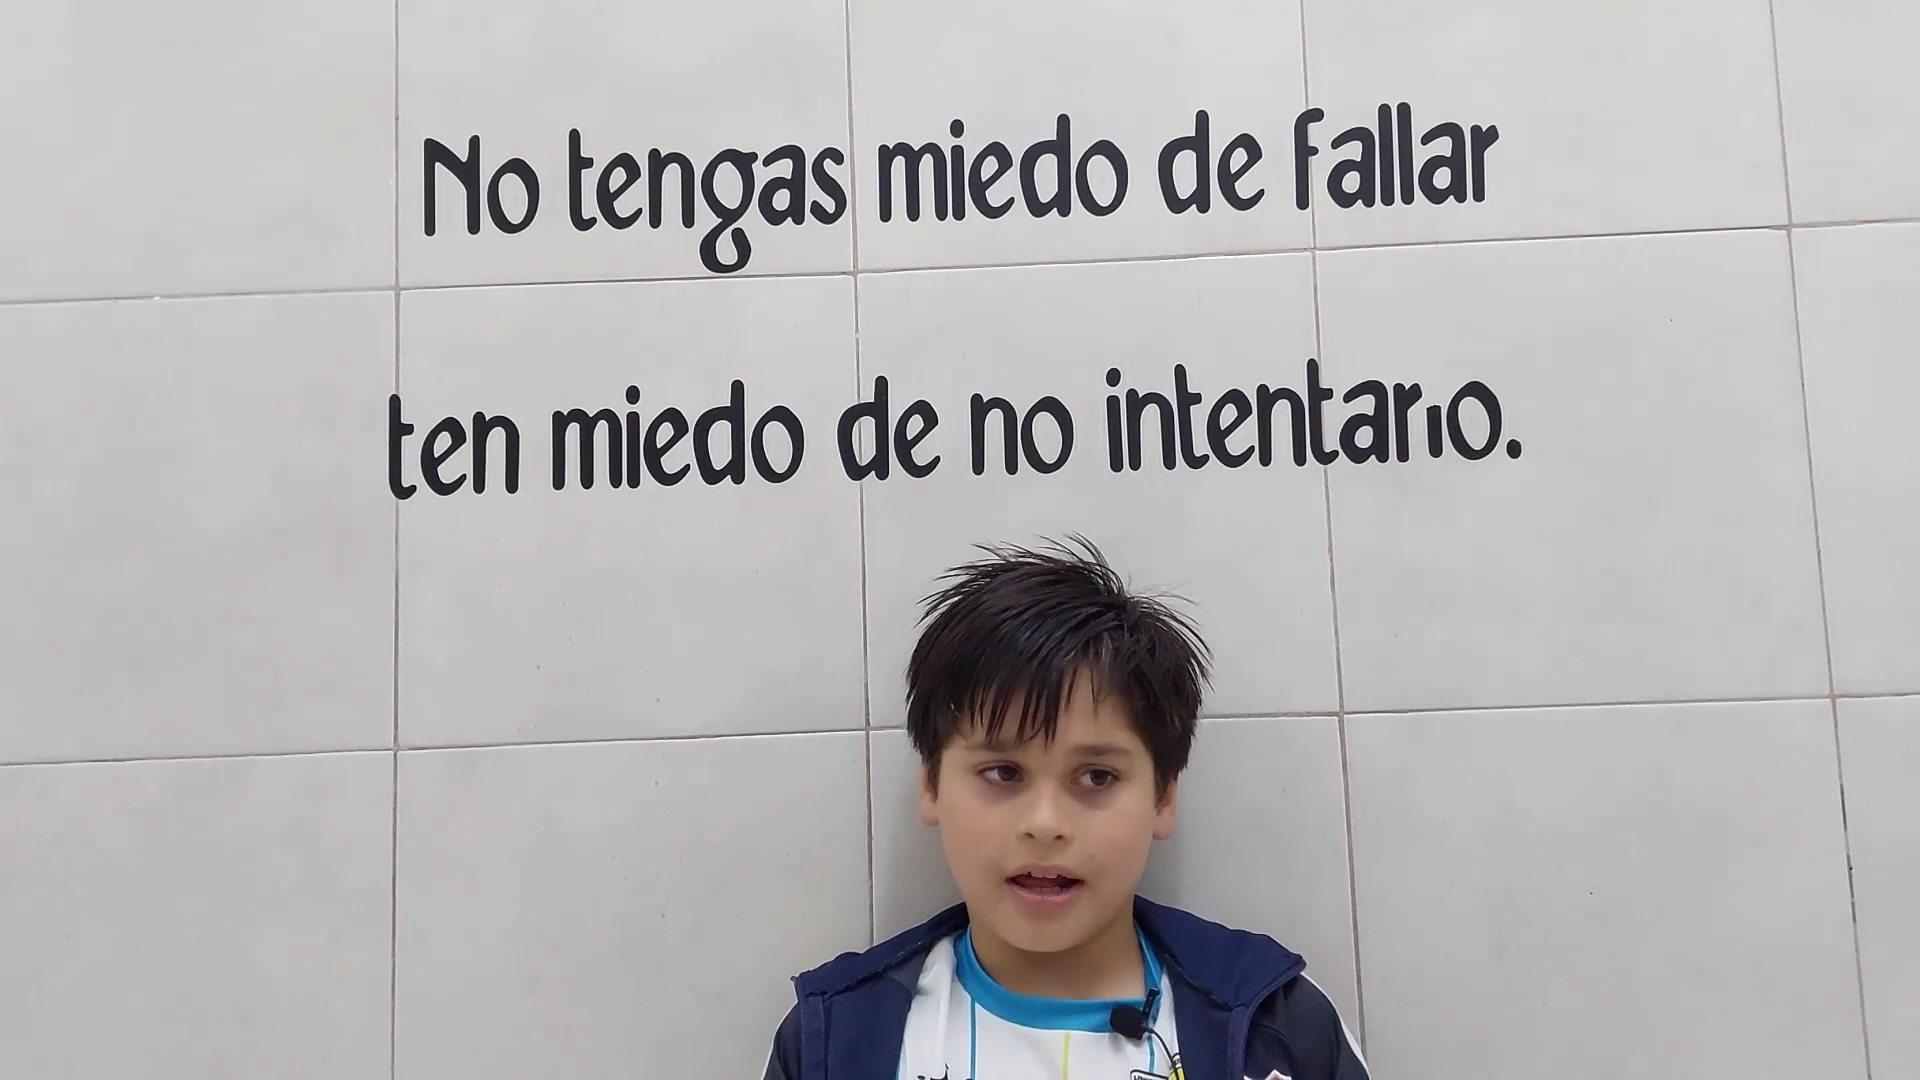 No tengas miedo de fallar
ten miedo de no intentarlo.